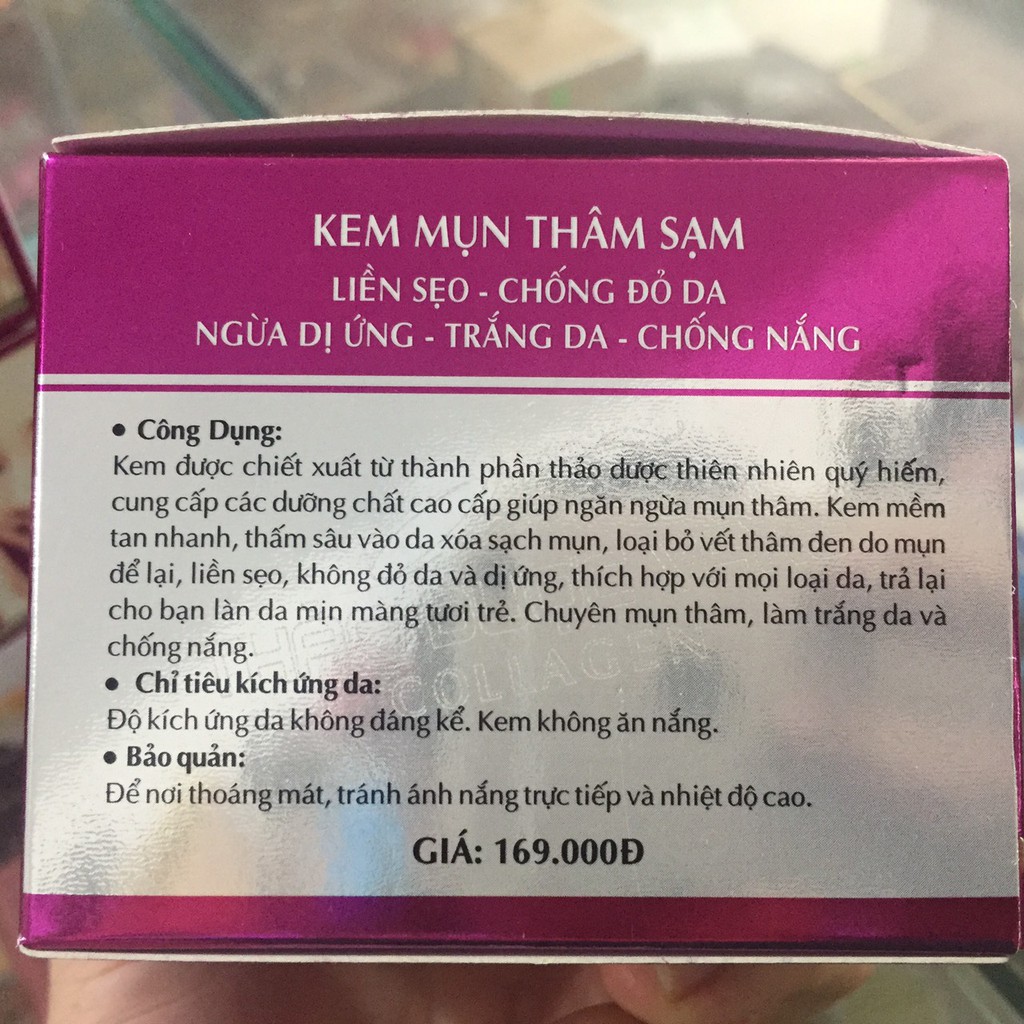 KEM MỤN THÂM SẠM
LIỀN SẸO - CHỐNG ĐỎ DA
NGỪA DỊ ỨNG - TRẮNG DA - CHỐNG NẮNG
• Công Dụng:
Kem được chiết xuất từ thành phần thảo dược thiên nhiên quý hiếm,
cung cấp các dưỡng chất cao cấp giúp ngăn ngừa mụn thâm. Kem mềm
tan nhanh, thấm sâu vào da xóa sạch mụn, loại bỏ vết thâm đen do mụn
để lại, liền sẹo, không đỏ da và dị ứng, thích hợp với mọi loại da, trả lại
cho bạn làn da mịn màng tươi trẻ. Chuyên mụn thâm, làm trắng da và
chống nắng.
COLLAGEN
• Chỉ tiêu kích ứng da:
Độ kích ứng da không đáng kể. Kem không ăn nắng.
• Bảo quản:
Để nơi thoáng mát, tránh ánh nắng trực tiếp và nhiệt độ cao.
GIÁ: 169.000Đ